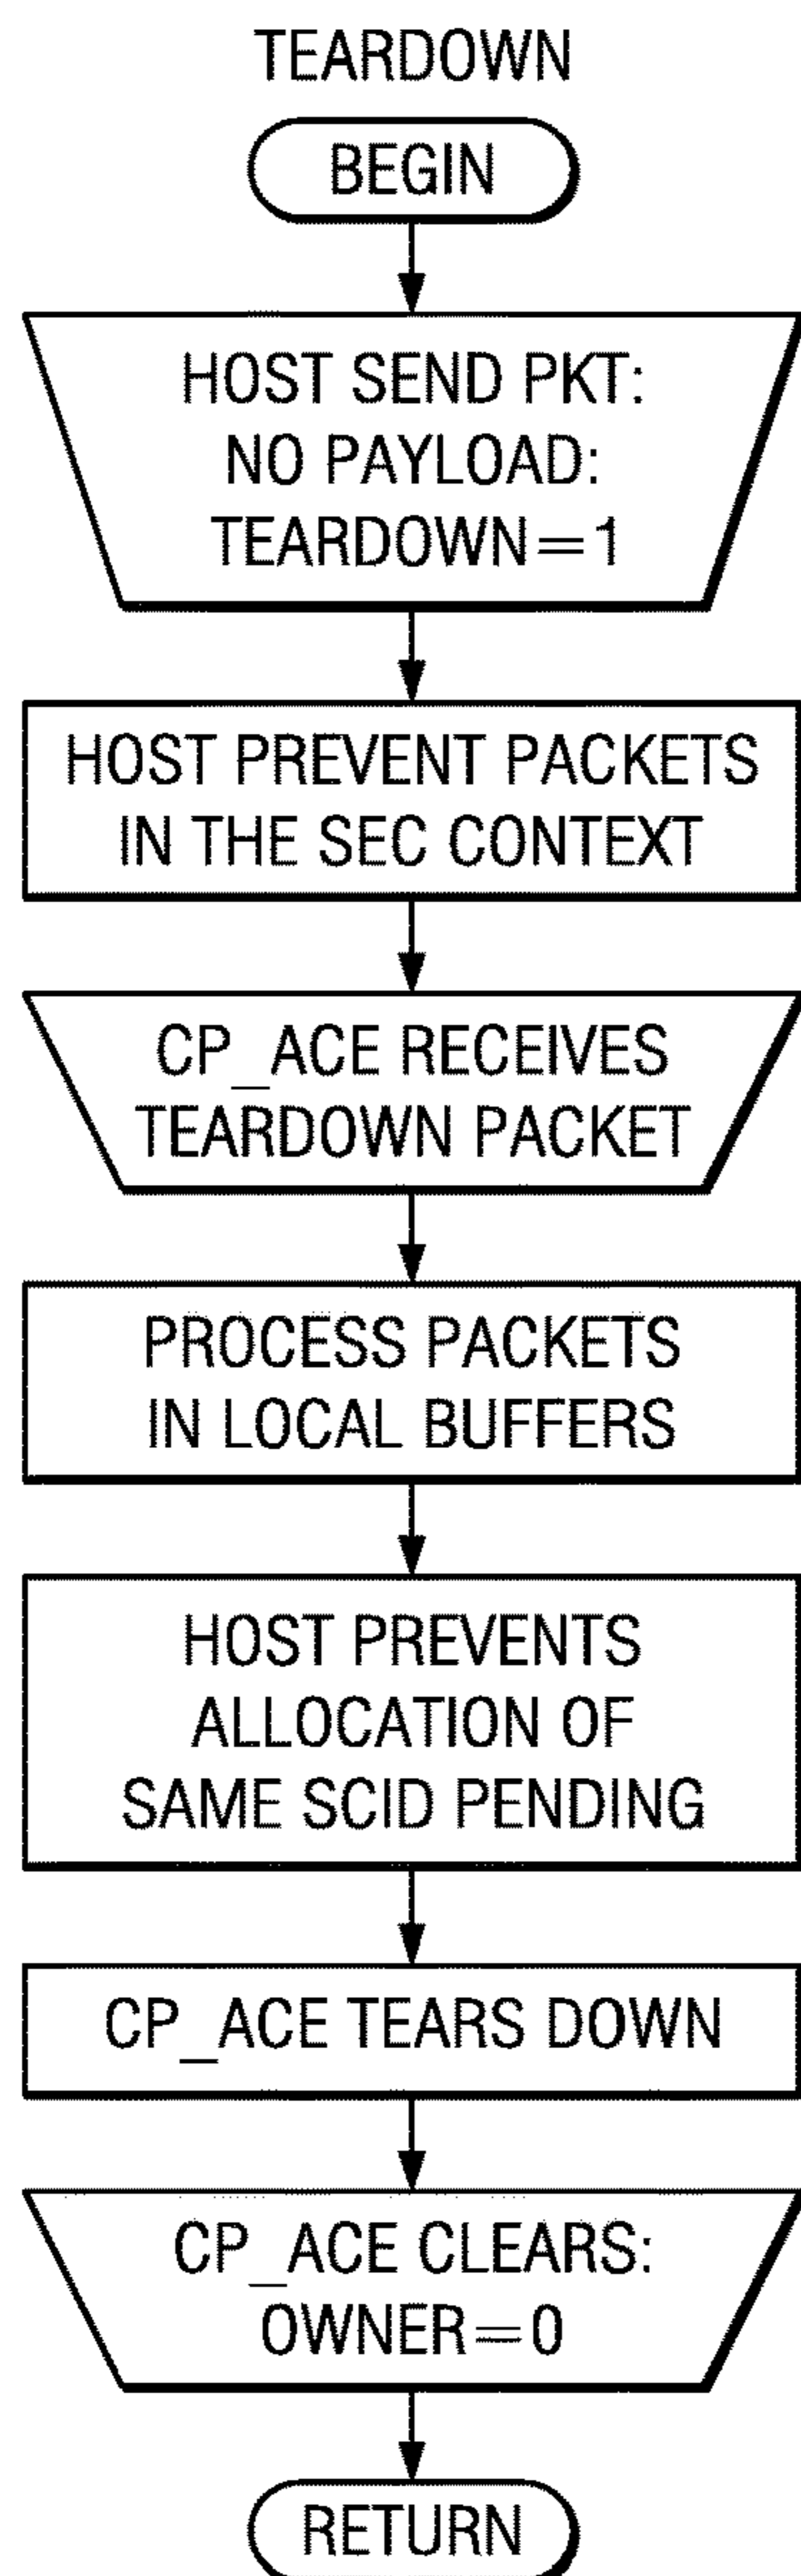 TEARDOWN
BEGIN
HOST SEND PKT:
NO PAYLOAD:
TEARDOWN=1
HOST PREVENT PACKETS
IN THE SEC CONTEXT
CP_ACE RECEIVES
TEARDOWN PACKET
PROCESS PACKETS
IN LOCAL BUFFERS
HOST PREVENTS
ALLOCATION OF
SAME SCID PENDING
CP_ACE TEARS DOWN
CP_ACE CLEARS:
OWNER=0
RETURN